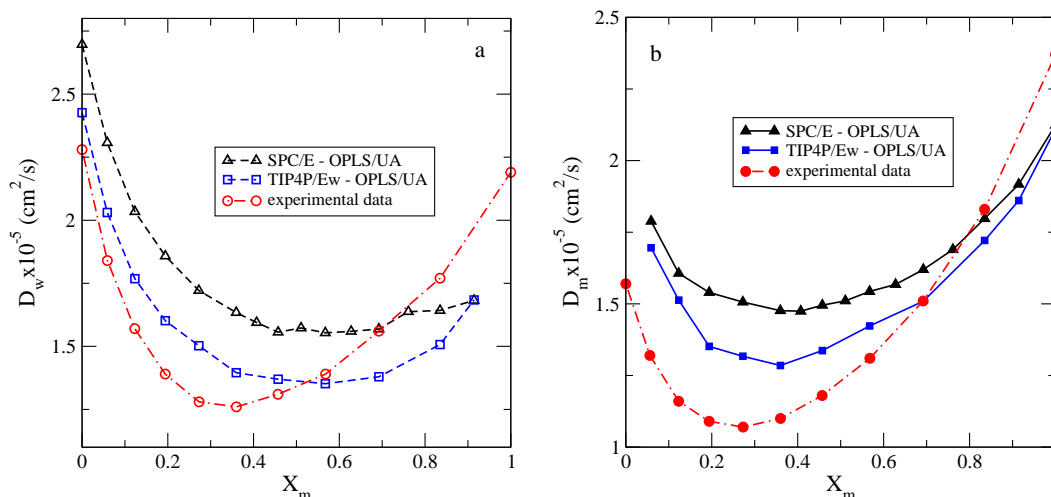 a
2.5
2
1.5
D_w x10^-5 (cm^2/s)
SPC/E - OPLS/UA
TIP4P/Ew - OPLS/UA
experimental data
0
0.2
0.4
0.6
0.8
1
X_m
b
2.5
2
1.5
1
D_m x10^-5 (cm^2/s)
SPC/E - OPLS/UA
TIP4P/Ew - OPLS/UA
experimental data
0
0.2
0.4
0.6
0.8
X_m